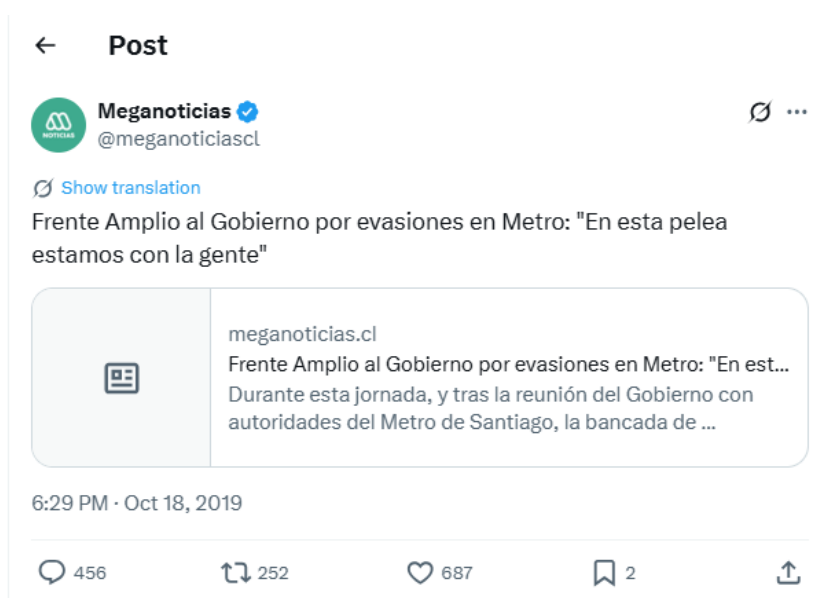 Post
Meganoticias
@meganoticiascl
NOTICIAS
Show translation
Frente Amplio al Gobierno por evasiones en Metro: "En esta pelea
estamos con la gente"
meganoticias.cl
Frente Amplio al Gobierno por evasiones en Metro: "En est...
Durante esta jornada, y tras la reunión del Gobierno con
autoridades del Metro de Santiago, la bancada de ...
6:29 PM · Oct 18, 2019
456 252 687 2